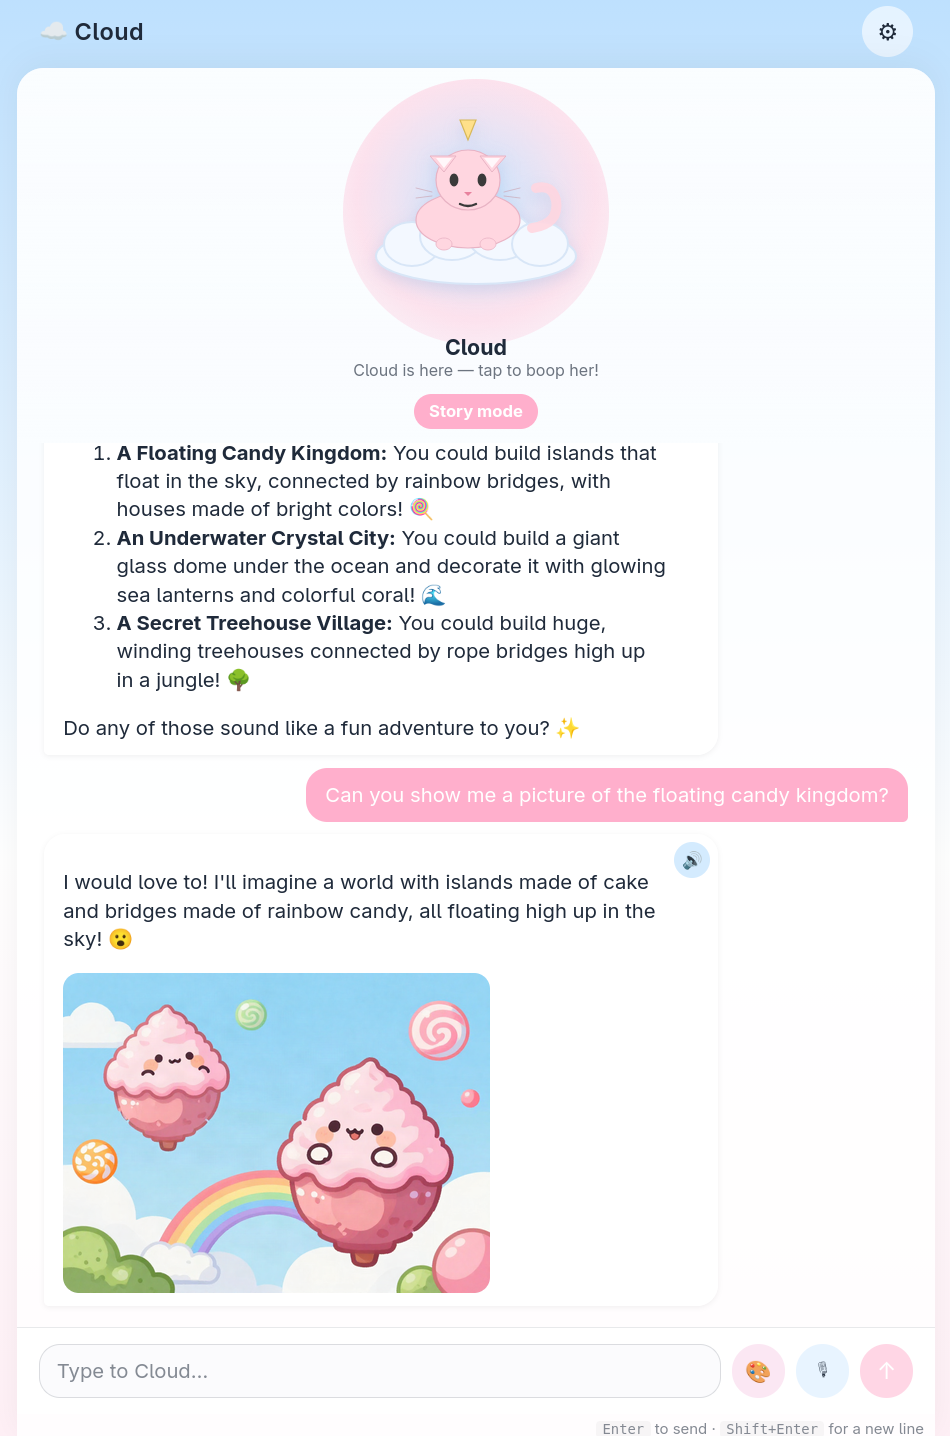 ☁️ Cloud
⚙
Cloud
Cloud is here — tap to boop her!
Story mode
1. A Floating Candy Kingdom: You could build islands that
float in the sky, connected by rainbow bridges, with
houses made of bright colors! 🍭
2. An Underwater Crystal City: You could build a giant
glass dome under the ocean and decorate it with glowing
sea lanterns and colorful coral! 🌊
3. A Secret Treehouse Village: You could build huge,
winding treehouses connected by rope bridges high up
in a jungle! 🌳
Do any of those sound like a fun adventure to you? ✨
Can you show me a picture of the floating candy kingdom?
I would love to! I'll imagine a world with islands made of cake
and bridges made of rainbow candy, all floating high up in the
sky! 😮
Type to Cloud...
Enter to send · Shift+Enter for a new line